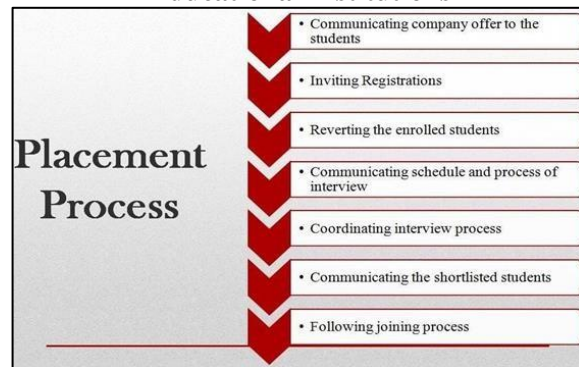 Placement
Process
• Communicating company offer to the
students
• Inviting Registrations
• Reverting the enrolled students
• Communicating schedule and process of
interview
• Coordinating interview process
• Communicating the shortlisted students
• Following joining process